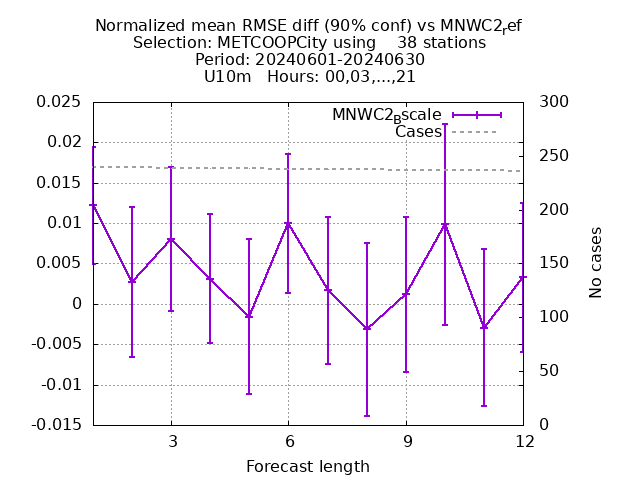 Normalized mean RMSE diff (90% conf) vs MNWC2ref
Selection: METCOOPCity using    38 stations
Period: 20240601-20240630
U10m   Hours: 00,03,...,21
MNWC2Bscale
Cases
0.025
0.02
0.015
0.01
0.005
0
-0.005
-0.01
-0.015
300
250
200
150
100
50
0
No cases
3
6
9
12
Forecast length